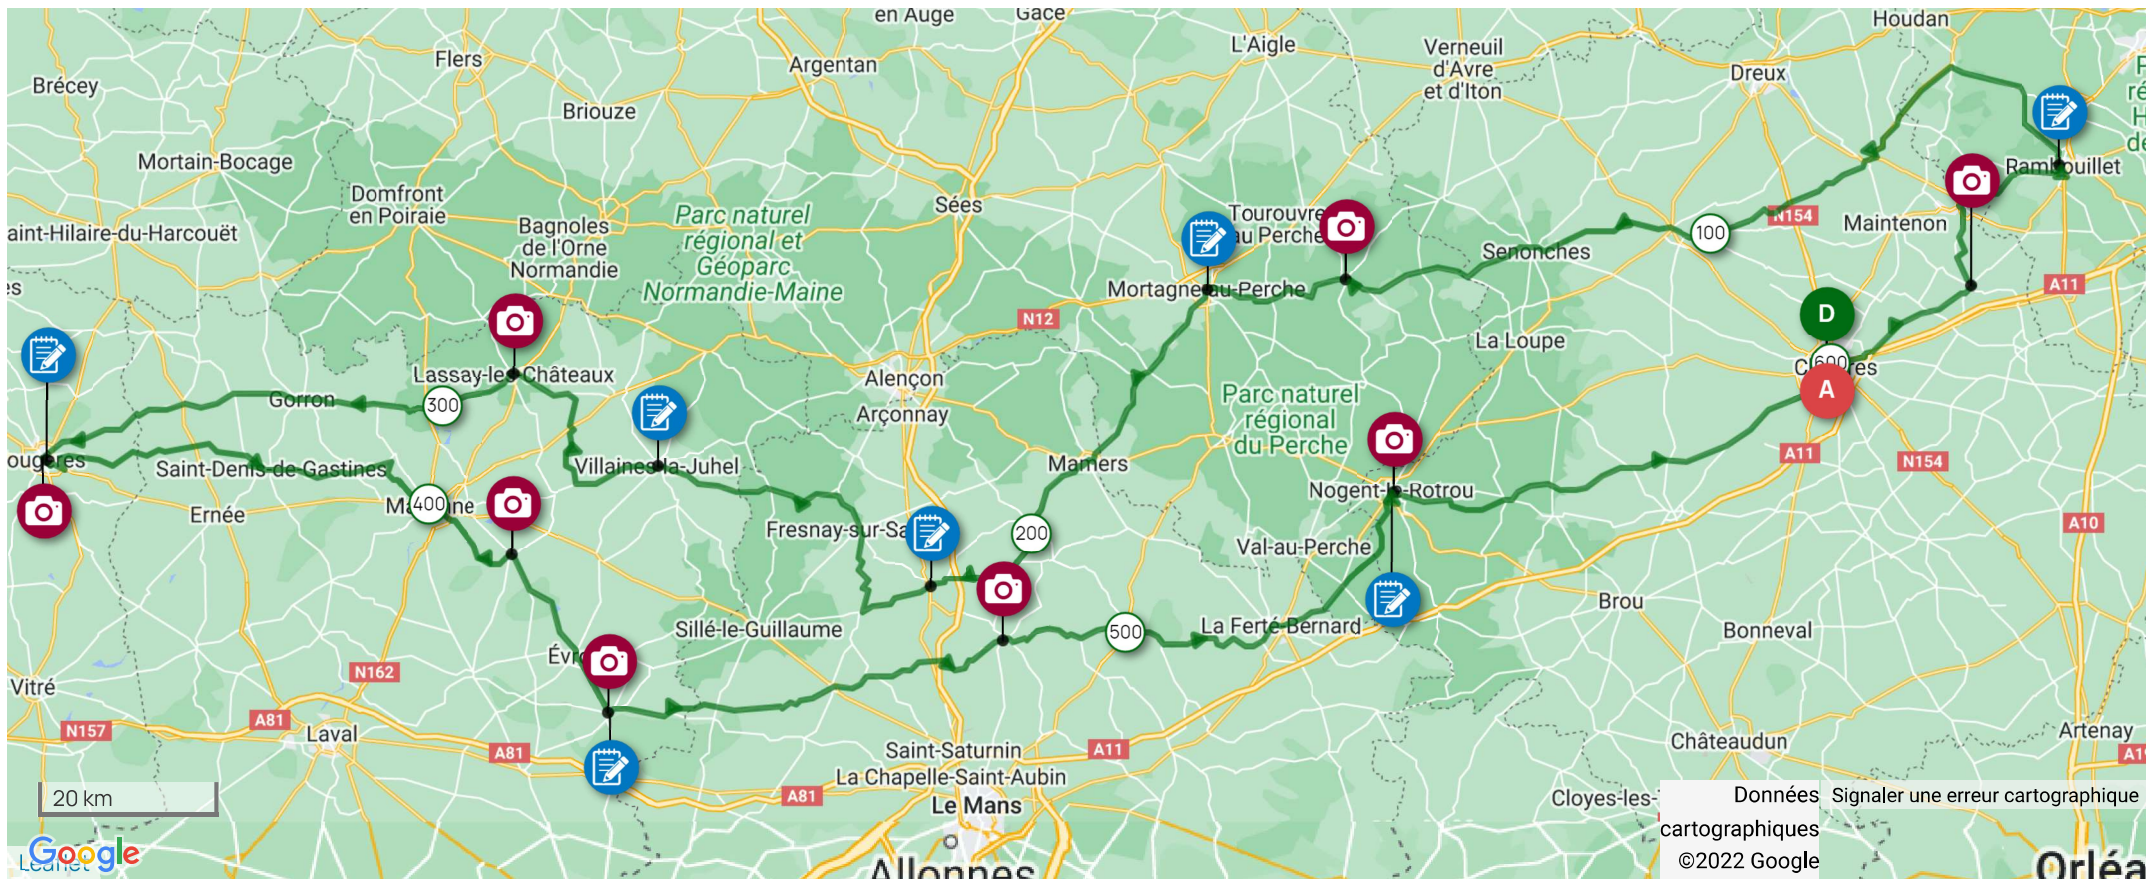 en Auge
Gacé
Houdan
L'Aigle
Verneuil
d'Avre
et d'Iton
Flers
Argentan
Dreux
Brécey
Briouze
Mortain-Bocage
Domfront
en Poiraie
Sées
Parc naturel
régional et
Géoparc
Normandie-Maine
Bagnoles
de l'Orne
Normandie
aint-Hilaire-du-Harcouët
Tourouvre
au Perche
Senonches
100
N154
Maintenon
A11
Mortagne-au-Perche
N12
D
La Loupe
600
A
Lassay-les-Châteaux
Gorron
300
Alençon
Arçonnay
Parc naturel
régional
du Perche
ougères
Saint-Denis-de-Gastines
Villaines-la-Juhel
Mamers
A11
N154
Nogent-le-Rotrou
400
Ernée
Fresnay-sur-Sa
200
A10
Val-au-Perche
Brou
Sillé-le-Guillaume
500
La Ferté-Bernard
Bonneval
N162
Vitré
A81
N157
Laval
A81
Saint-Saturnin
A11
La Chapelle-Saint-Aubin
Châteaudun
Artenay
20 km
A81
Le Mans
Cloyes-les-
Données
cartographiques
©2022 Google
Signaler une erreur cartographique
Google
Leaflet
Allonnes
Orléa